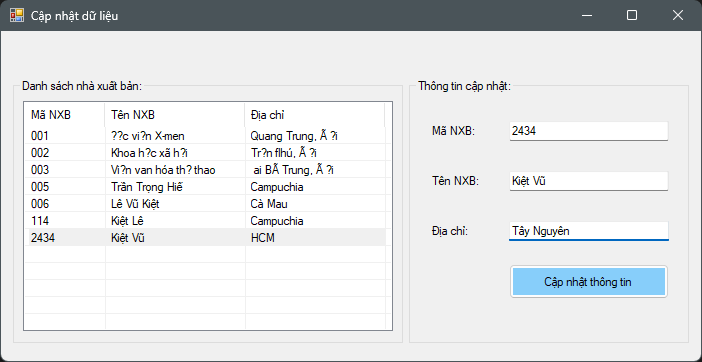 Cập nhật dữ liệu
Danh sách nhà xuất bản:
Mã NXB Tên NXB Địa chỉ
001 ??c vi?n X-men Quang Trung, Ã ?i
002 Khoa h?c xã h?i Tr?n flhú, Ã ?i
003 Vi?n van hóa th? thao ai BÃ Trung, Ã ?i
005 Trần Trọng Hiế Campuchia
006 Lê Vũ Kiệt Cà Mau
114 Kiệt Lê Campuchia
2434 Kiệt Vũ HCM
Thông tin cập nhật:
Mã NXB: 2434
Tên NXB: Kiệt Vũ
Địa chỉ: Tây Nguyên
Cập nhật thông tin